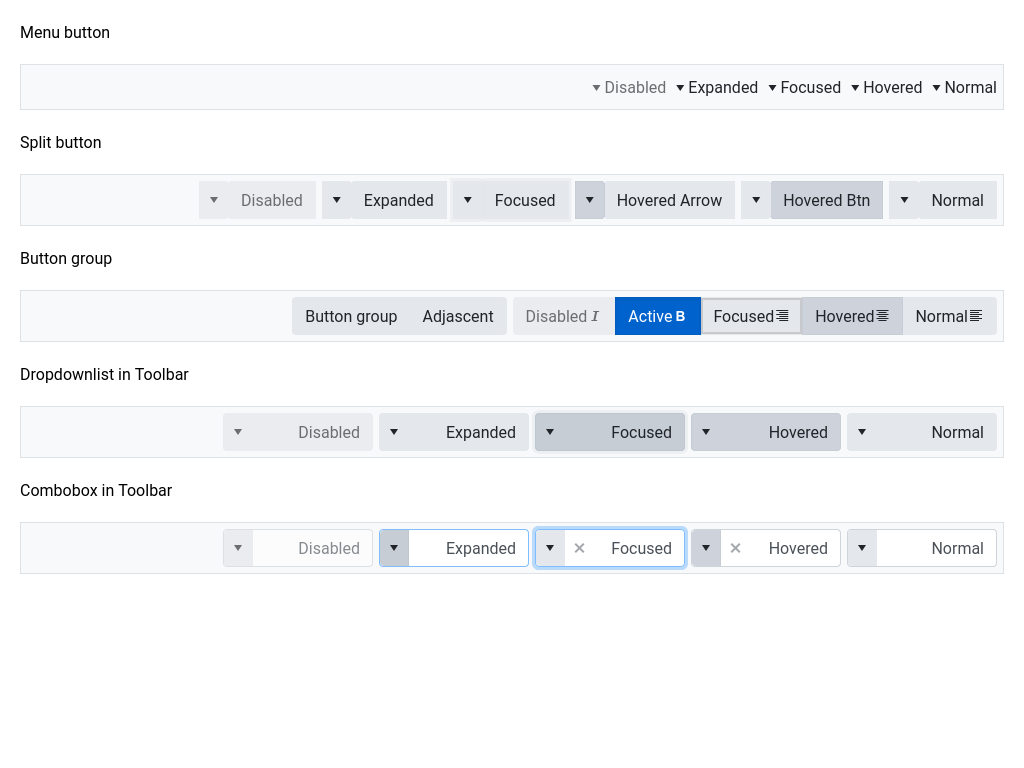 Menu button
Disabled Expanded Focused Hovered Normal
Split button
Disabled Expanded Focused Hovered Arrow Hovered Btn Normal
Button group
Button group Adjascent Disabled I Active B Focused Hovered Normal
Dropdownlist in Toolbar
Disabled Expanded Focused Hovered Normal
Combobox in Toolbar
Disabled Expanded Focused Hovered Normal